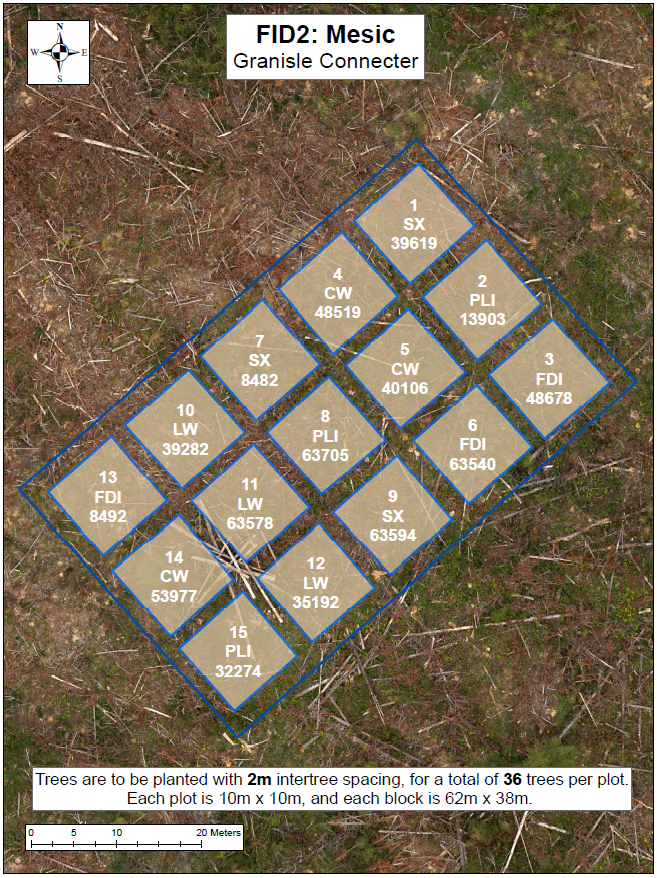 FID2: Mesic
Granisle Connecter
N
W E
S
1
SX
39619
2
PLI
13903
3
FDI
48678
4
CW
48519
5
CW
40106
6
FDI
63540
7
SX
8482
8
PLI
63705
9
SX
63594
10
LW
39282
11
LW
63578
12
LW
35192
13
FDI
8492
14
CW
53977
15
PLI
32274
Trees are to be planted with 2m intertree spacing, for a total of 36 trees per plot.
Each plot is 10m x 10m, and each block is 62m x 38m.
0 5 10 20 Meters